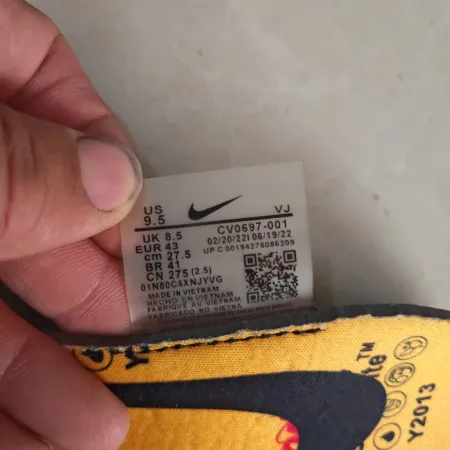 US VJ
9.5
UK 8.5 CV0697-001
EUR 43 02/20/22 | 06/19/22
cm 27.5 UPC 00194276086209
BR 41
CN 275 (2.5)
01N80C4XNJYVG
MADE IN VIETNAM
HECHO EN VIETNAM
FABRIQUE AU VIETNAM
FABRICADO NO VIETNÃ
Y2013